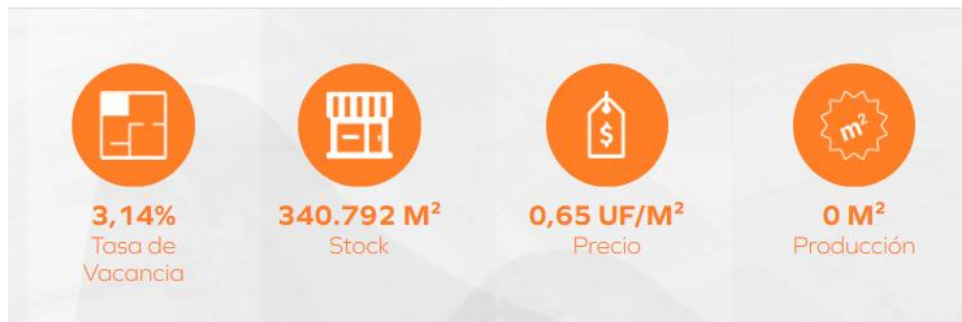 $
m²
3,14%
Tasa de
Vacancia
340.792 M²
Stock
0,65 UF/M²
Precio
0 M²
Producción